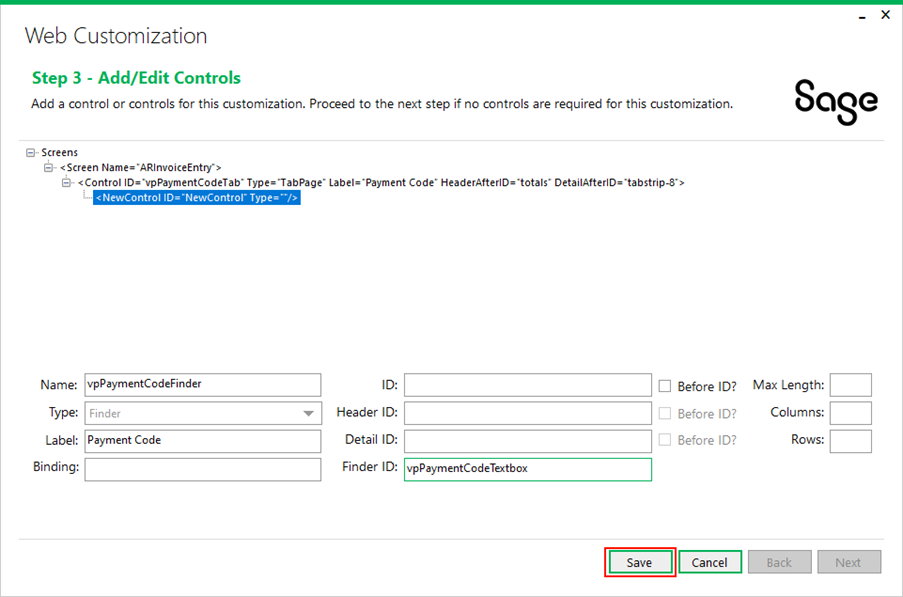 Web Customization
Step 3 - Add/Edit Controls
Add a control or controls for this customization. Proceed to the next step if no controls are required for this customization.
Sage
Screens
<Screen Name="ARInvoiceEntry">
<Control ID="vpPaymentCodeTab" Type="TabPage" Label="Payment Code" HeaderAfterID="totals" DetailAfterID="tabstrip-8">
<NewControl ID="NewControl" Type=""/>
Name: vpPaymentCodeFinder ID: Before ID? Max Length:
Type: Finder Header ID: Before ID? Columns:
Label: Payment Code Detail ID: Before ID? Rows:
Binding: Finder ID: vpPaymentCodeTextbox
Save Cancel Back Next